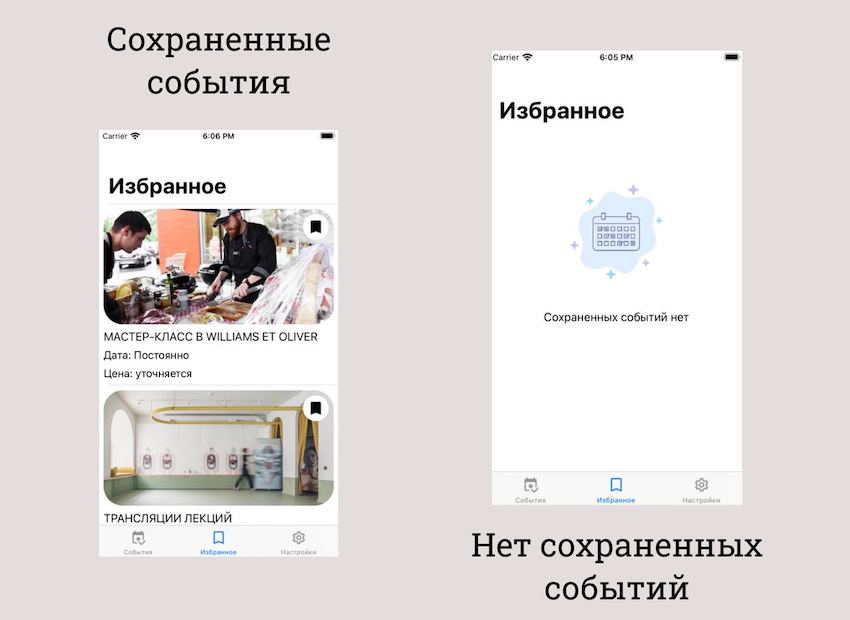 Сохраненные
события
Carrier 6:06 PM
Избранное
МАСТЕР-КЛАСС В WILLIAMS ET OLIVER
Дата: Постоянно
Цена: уточняется
ТРАНСЛЯЦИИ ЛЕКЦИЙ
События Избранное Настройки
Carrier 6:05 PM
Избранное
Сохраненных событий нет
События Избранное Настройки
Нет сохраненных
событий